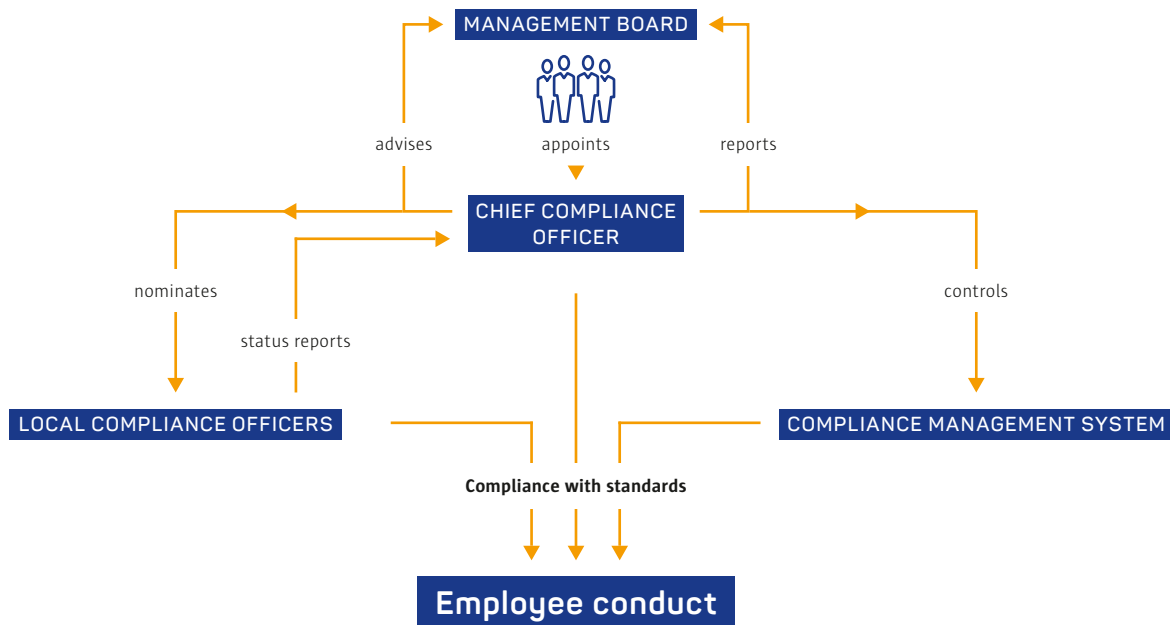 MANAGEMENT BOARD
advises
appoints
reports
CHIEF COMPLIANCE
OFFICER
nominates
controls
status reports
LOCAL COMPLIANCE OFFICERS
COMPLIANCE MANAGEMENT SYSTEM
Compliance with standards
Employee conduct